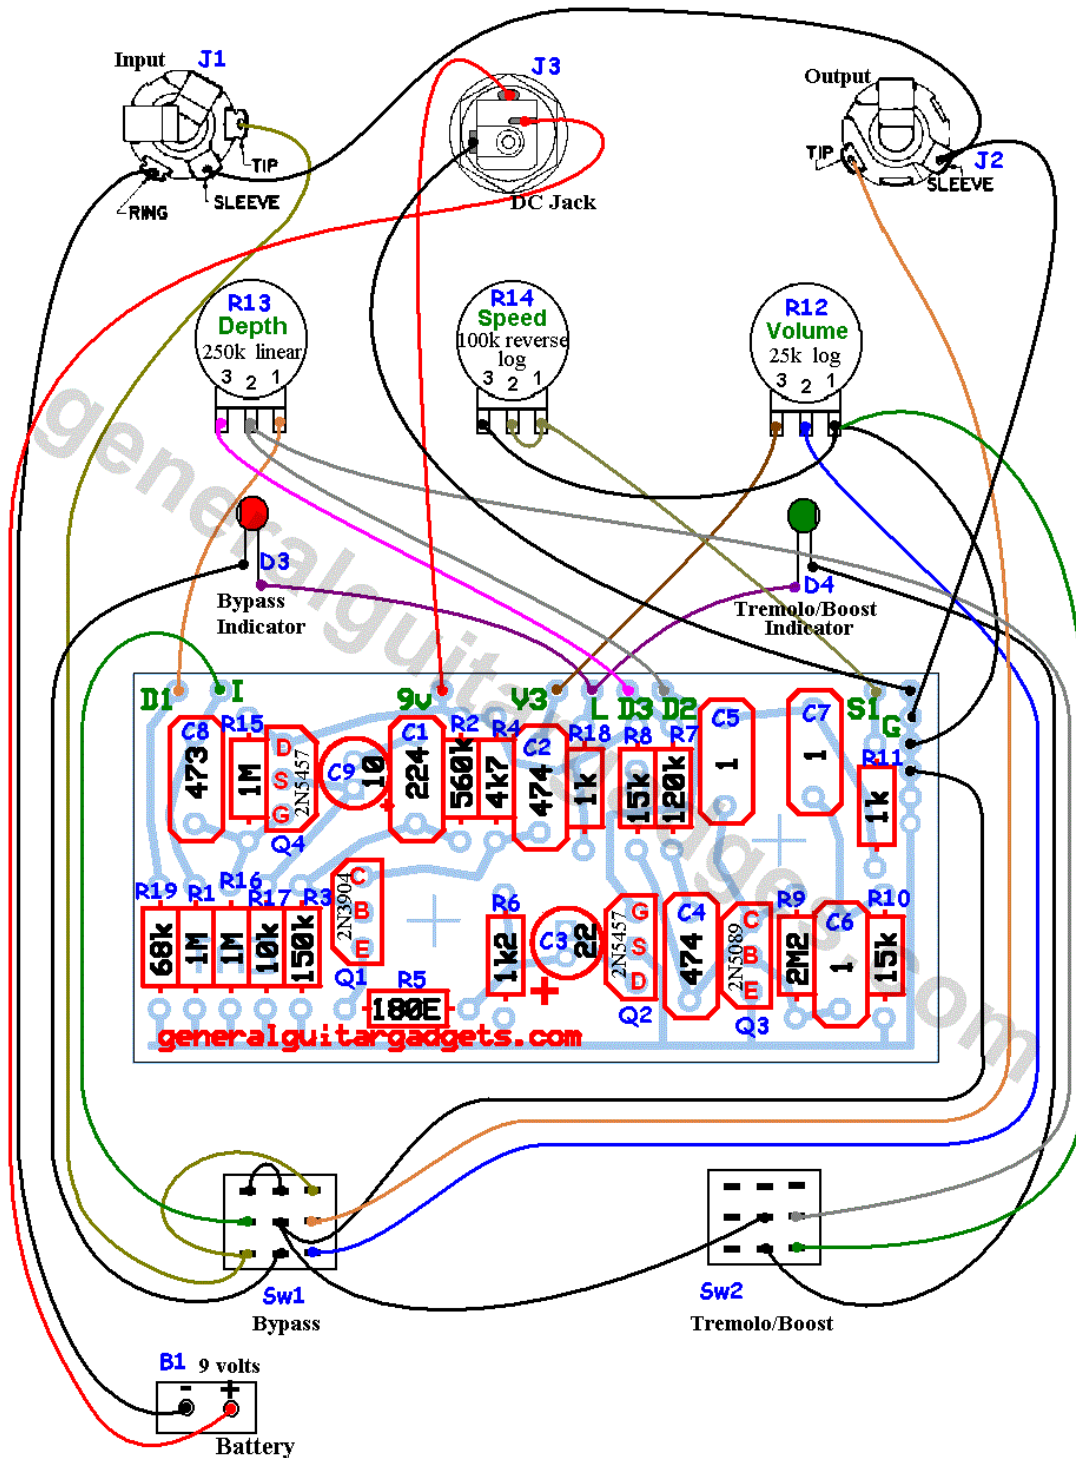 Input
J1
TIP
SLEEVE
RING
J3
DC Jack
Output
J2
TIP
SLEEVE
R13
Depth
250k linear
3 2 1
R14
Speed
100k reverse
log
3 2 1
R12
Volume
25k log
3 2 1
D3
Bypass
Indicator
D4
Tremolo/Boost
Indicator
generalguitargadges.com
D1
I
9v
V3
L
D3
D2
S1
G
C8
473
R15
1M
D
S
G
2N5457
Q4
C9
10
+
C1
224
R2
560k
R4
4k7
C2
474
R18
1k
R8
15k
R7
120k
C5
1
C7
1
R11
1k
R19
68k
R1
1M
R16
1M
R17
10k
R3
150k
C
B
E
2N3904
Q1
R5
180E
R6
1k2
C3
22
+
G
S
D
2N5457
Q2
C4
474
C
B
E
2N5089
Q3
R9
2M2
C6
1
R10
15k
generalguitargadgets.com
Sw1
Bypass
Sw2
Tremolo/Boost
B1
9 volts
- +
Battery